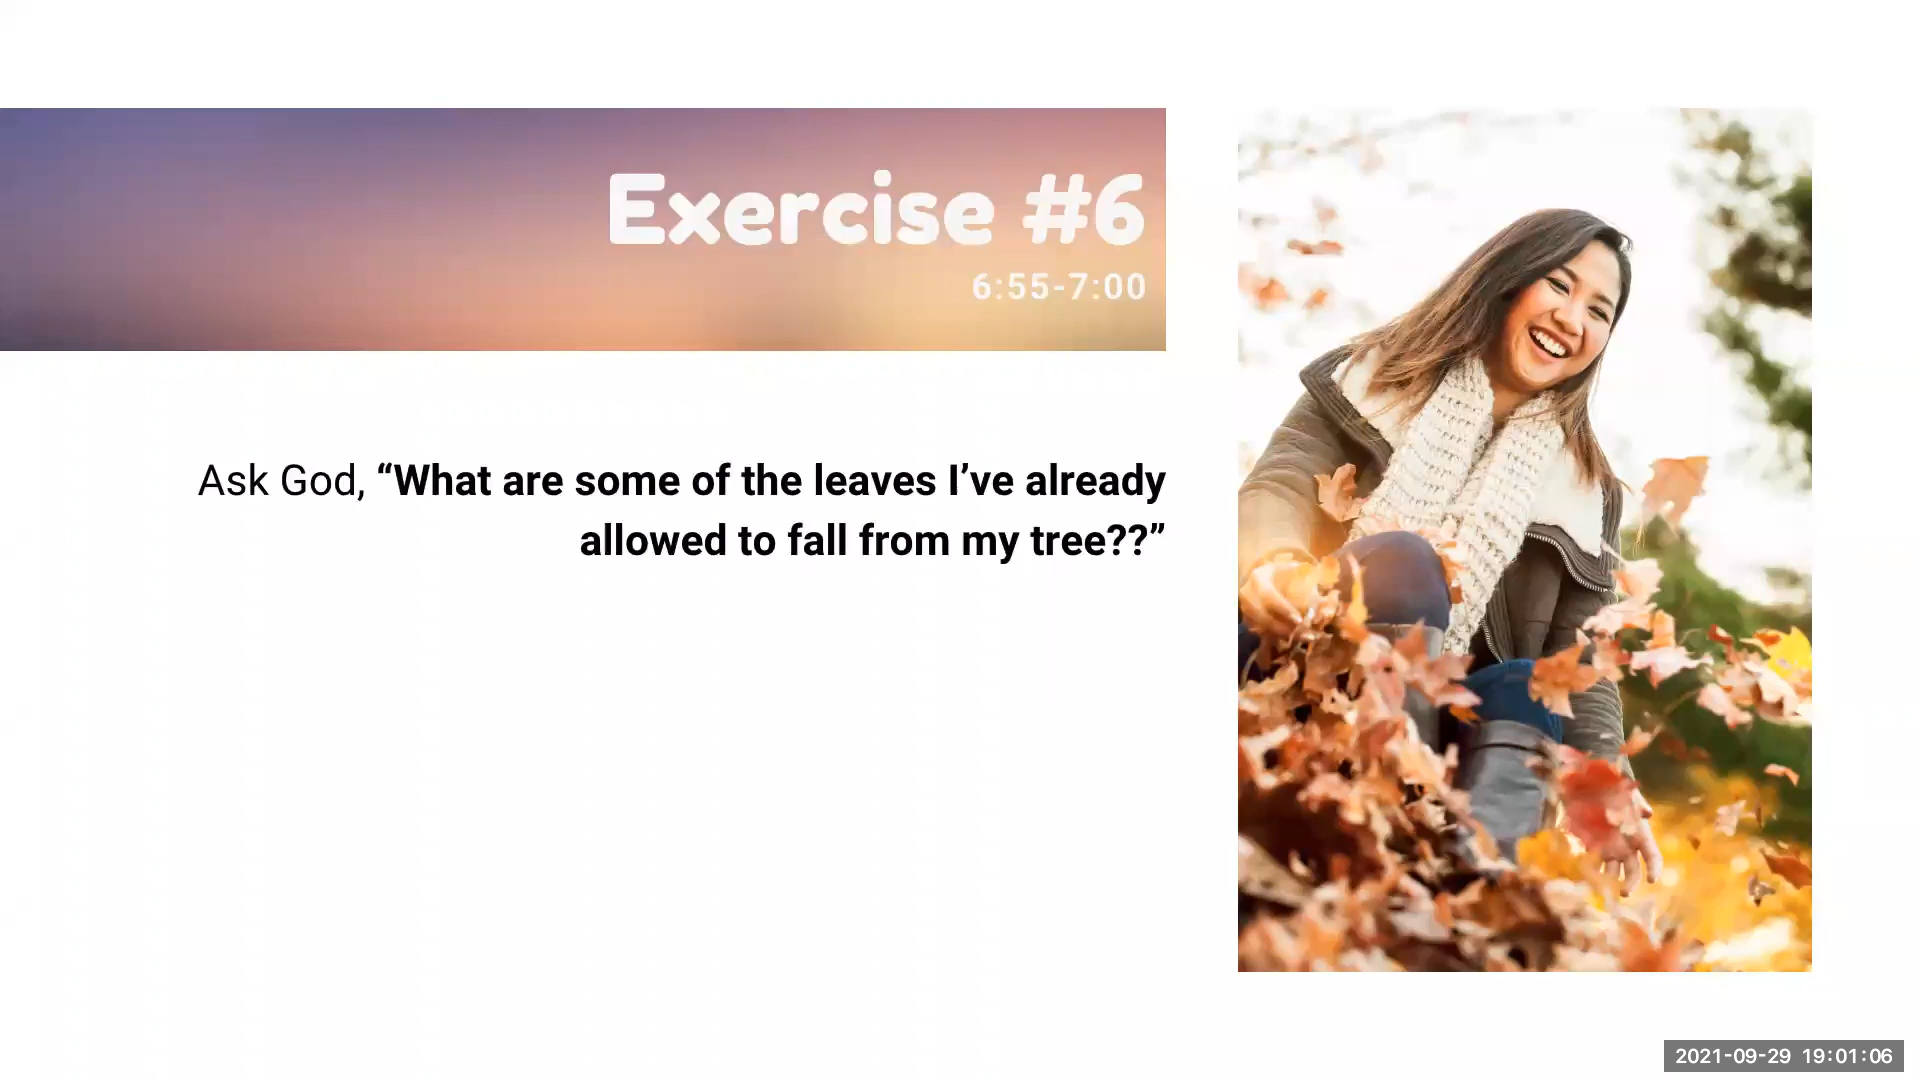 Exercise #6
6:55-7:00
Ask God, “What are some of the leaves I’ve already
allowed to fall from my tree??”
2021-09-29 19:01:06